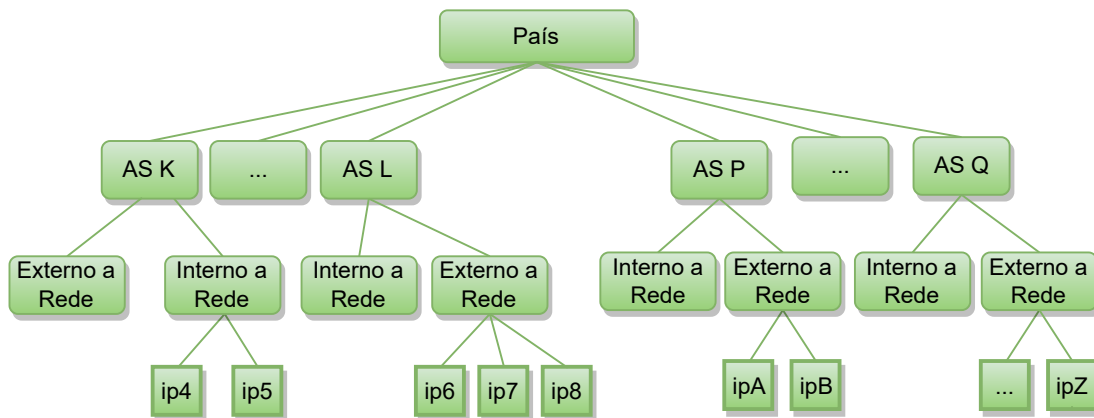 País
AS K
...
AS L
AS P
...
AS Q
Externo a
Rede
Interno a
Rede
Interno a
Rede
Externo a
Rede
Interno a
Rede
Externo a
Rede
Interno a
Rede
Externo a
Rede
ip4
ip5
ip6
ip7
ip8
ipA
ipB
...
ipZ